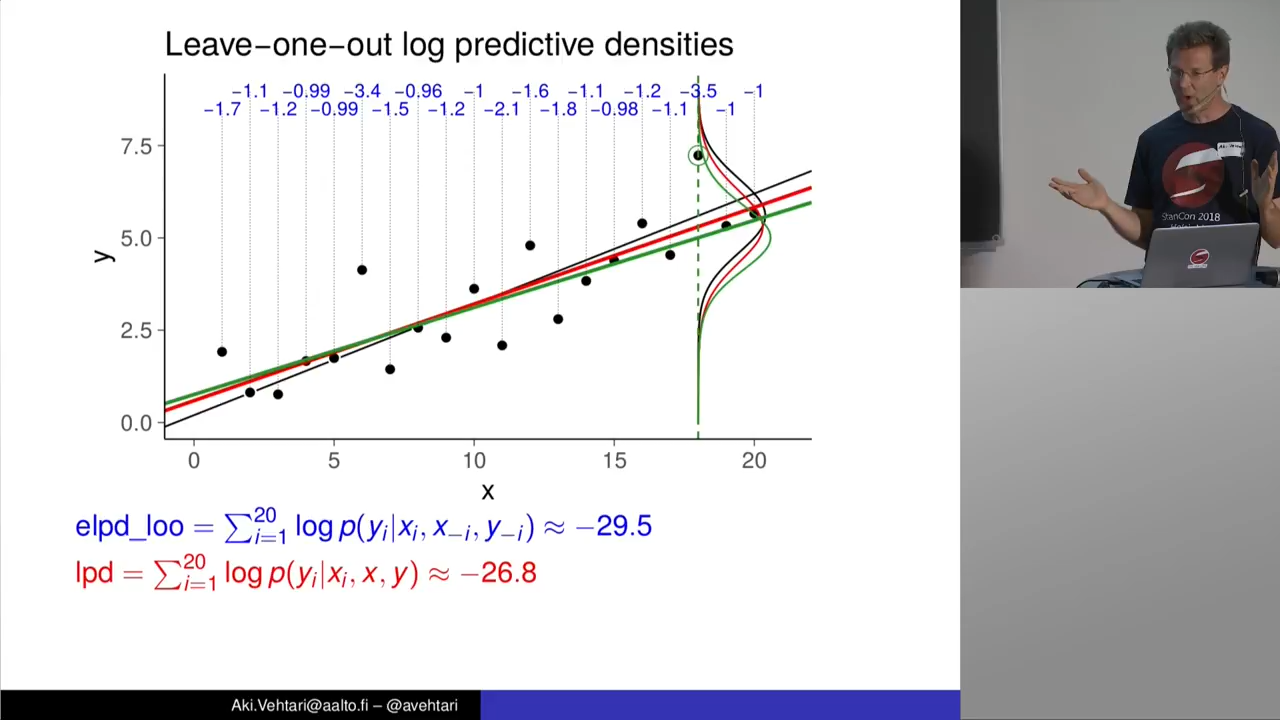 Leave−one−out log predictive densities
−1.1 −0.99 −3.4 −0.96 −1 −1.6 −1.1 −1.2 −3.5 −1
−1.7 −1.2 −0.99 −1.5 −1.2 −2.1 −1.8 −0.98 −1.1 −1
7.5
5.0
2.5
0.0
y
0 5 10 15 20
x
elpd_loo = ∑²⁰ᵢ₌₁ log p(yᵢ|xᵢ, x₋ᵢ, y₋ᵢ) ≈ −29.5
lpd = ∑²⁰ᵢ₌₁ log p(yᵢ|xᵢ, x, y) ≈ −26.8
Aki.Vehtari@aalto.fi – @avehtari
StanCon 2018